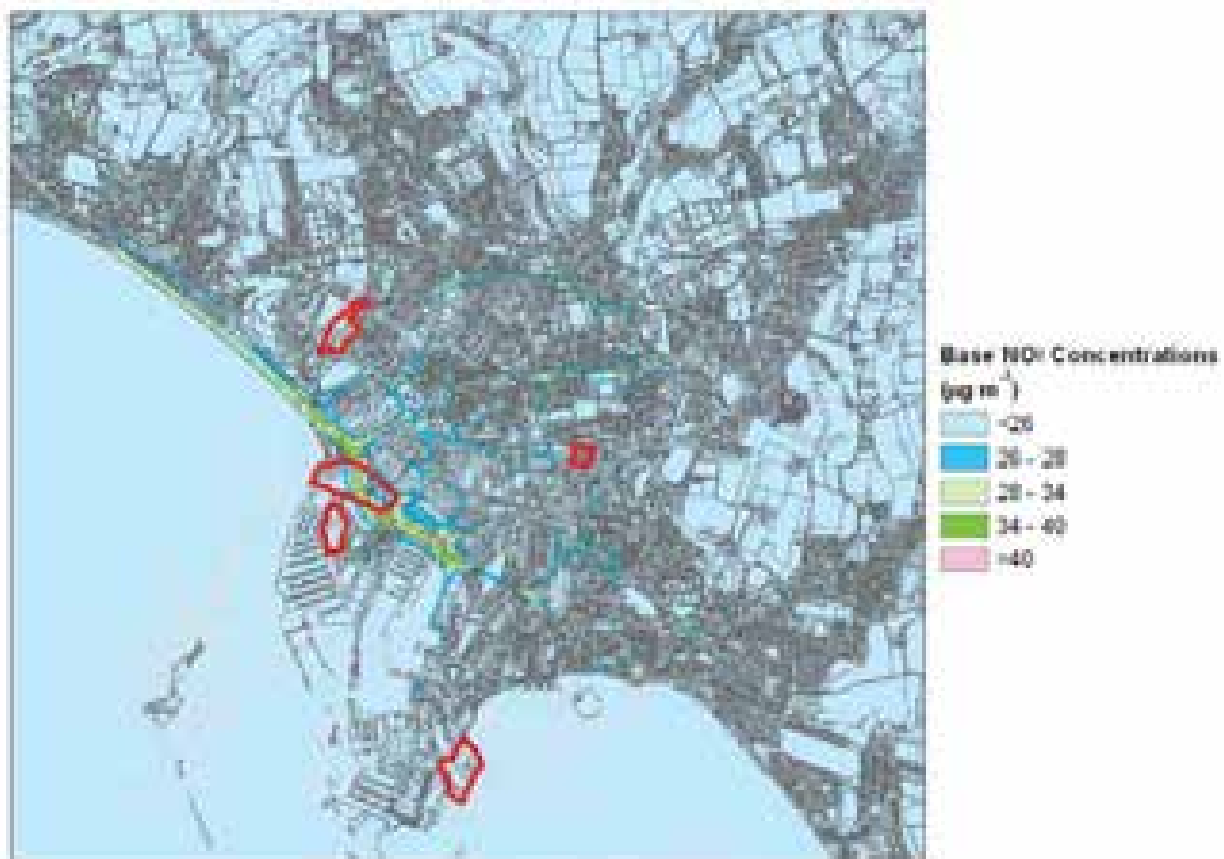 Base NO₂ Concentrations
(µg m⁻³)
<26
26 - 28
28 - 34
34 - 40
>40